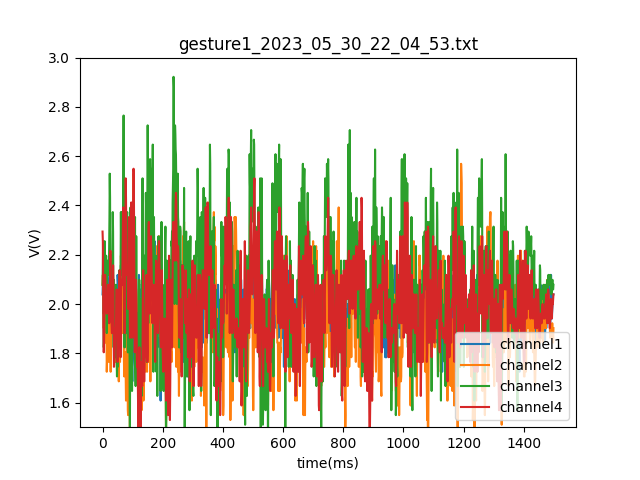 gesture1_2023_05_30_22_04_53.txt
3.0
2.8
2.6
2.4
2.2
2.0
1.8
1.6
V(V)
channel1
channel2
channel3
channel4
0 200 400 600 800 1000 1200 1400
time(ms)